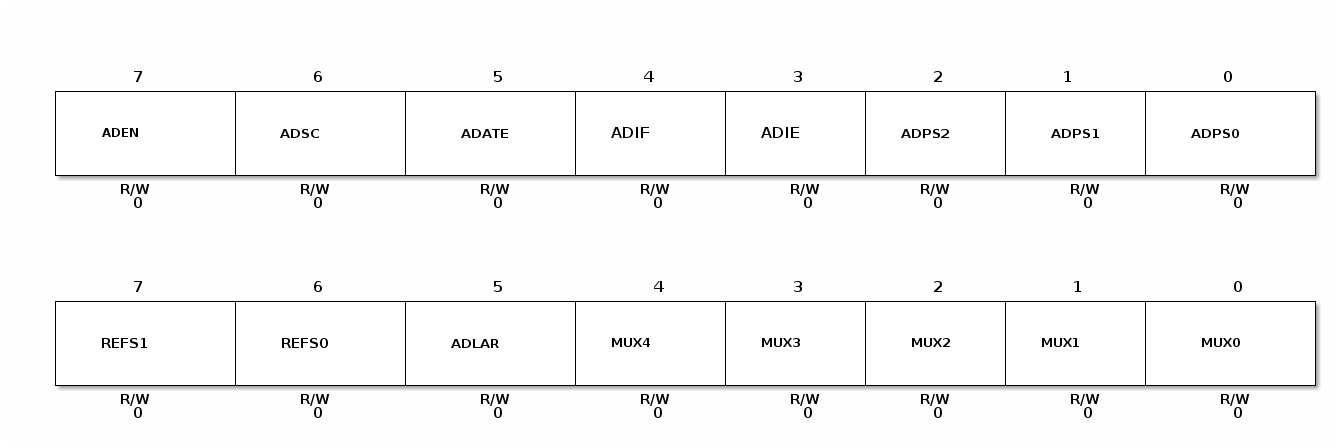 7 6 5 4 3 2 1 0
ADEN ADSC ADATE ADIF ADIE ADPS2 ADPS1 ADPS0
R/W R/W R/W R/W R/W R/W R/W R/W
0 0 0 0 0 0 0 0
7 6 5 4 3 2 1 0
REFS1 REFS0 ADLAR MUX4 MUX3 MUX2 MUX1 MUX0
R/W R/W R/W R/W R/W R/W R/W R/W
0 0 0 0 0 0 0 0